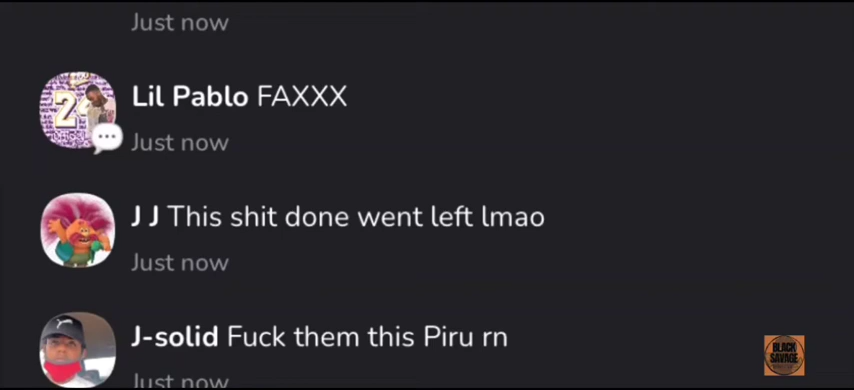 Just now
Lil Pablo FAXXX
24
Just now
J J This shit done went left lmao
Just now
J-solid Fuck them this Piru rn
Just now
BLACK
SAVAGE